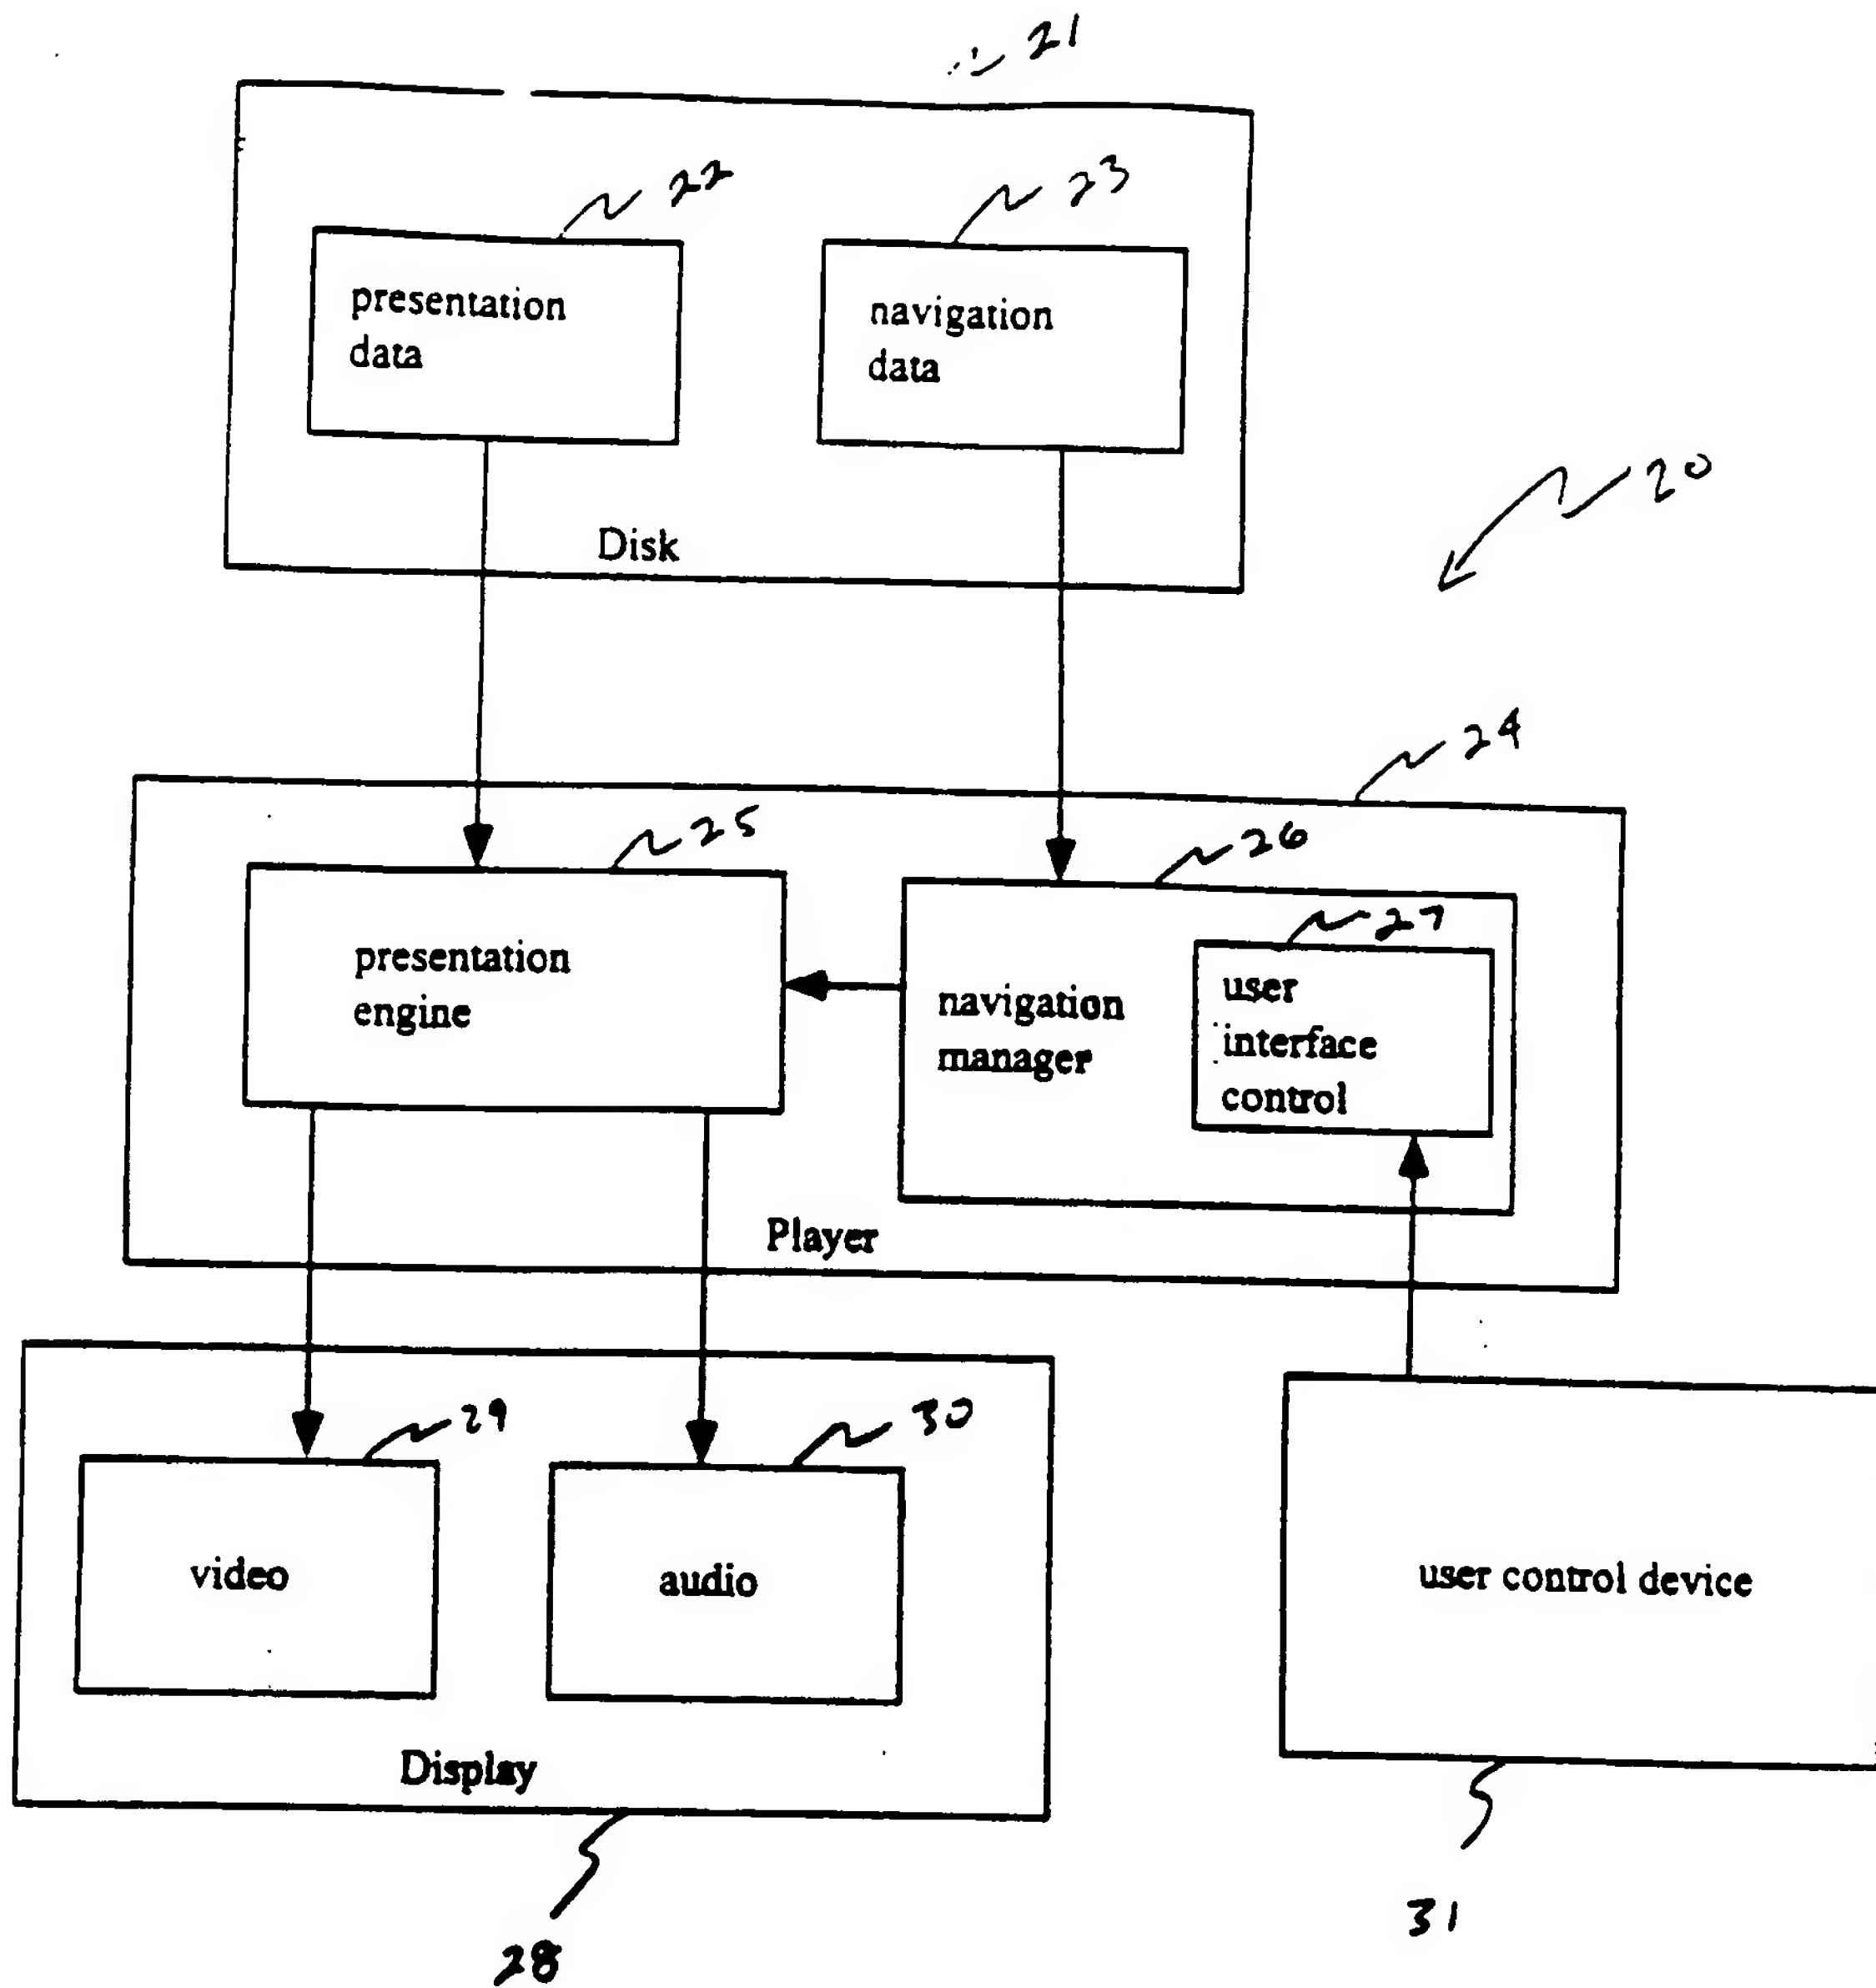 21
22
23
presentation
data
navigation
data
20
Disk
24
25
26
27
presentation
engine
navigation
manager
user
interface
control
Player
29
30
video
audio
user control device
Display
28
31